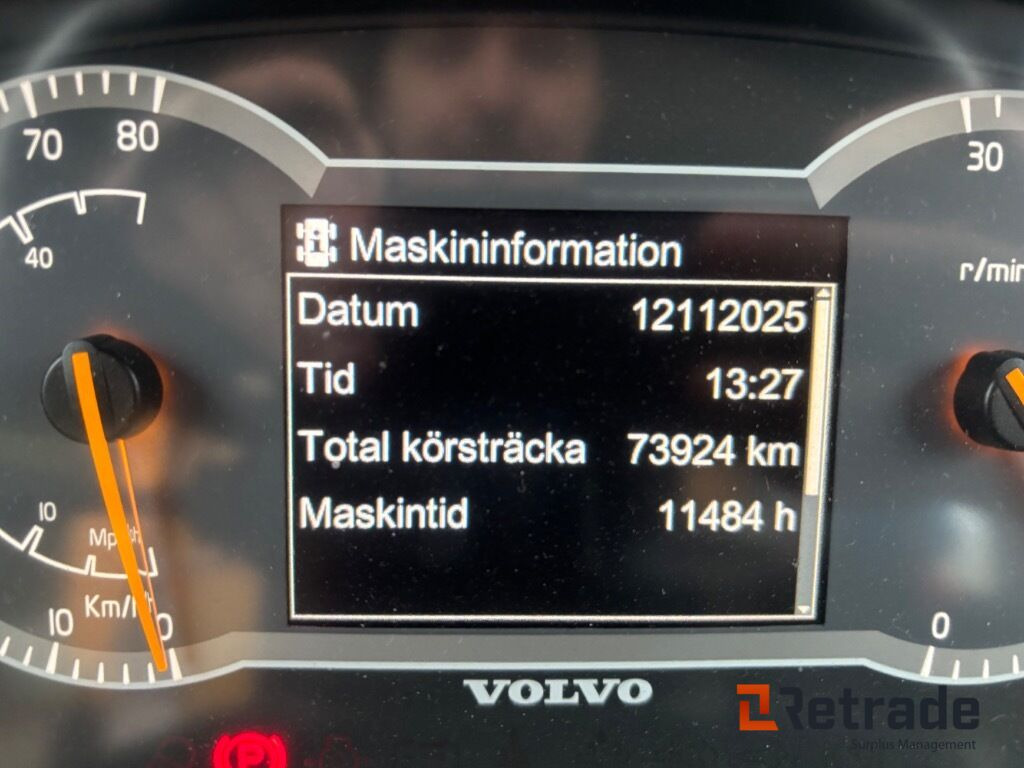 70 80
40
30
r/min
Maskininformation
Datum 12112025
Tid 13:27
Total körsträcka 73924 km
Maskintid 11484 h
10
10 Km/h 0
0
VOLVO
P
Retrade
Surplus Management